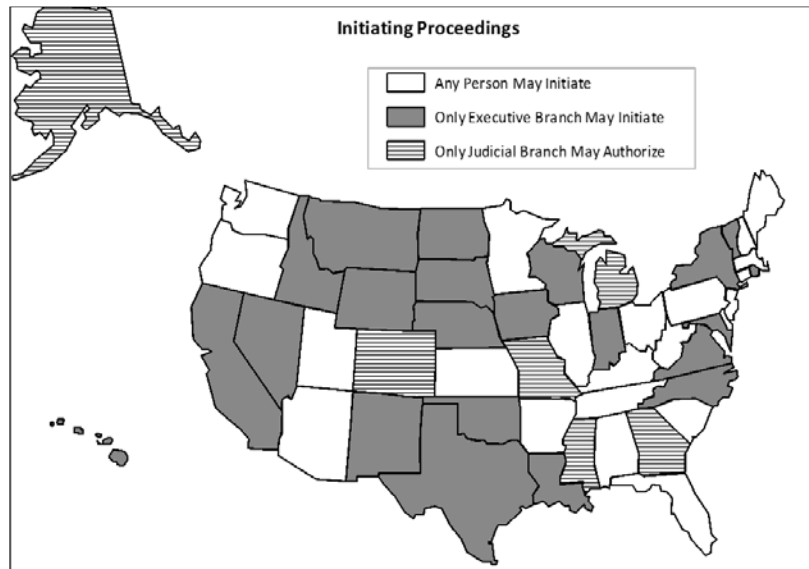 Initiating Proceedings
Any Person May Initiate
Only Executive Branch May Initiate
Only Judicial Branch May Authorize